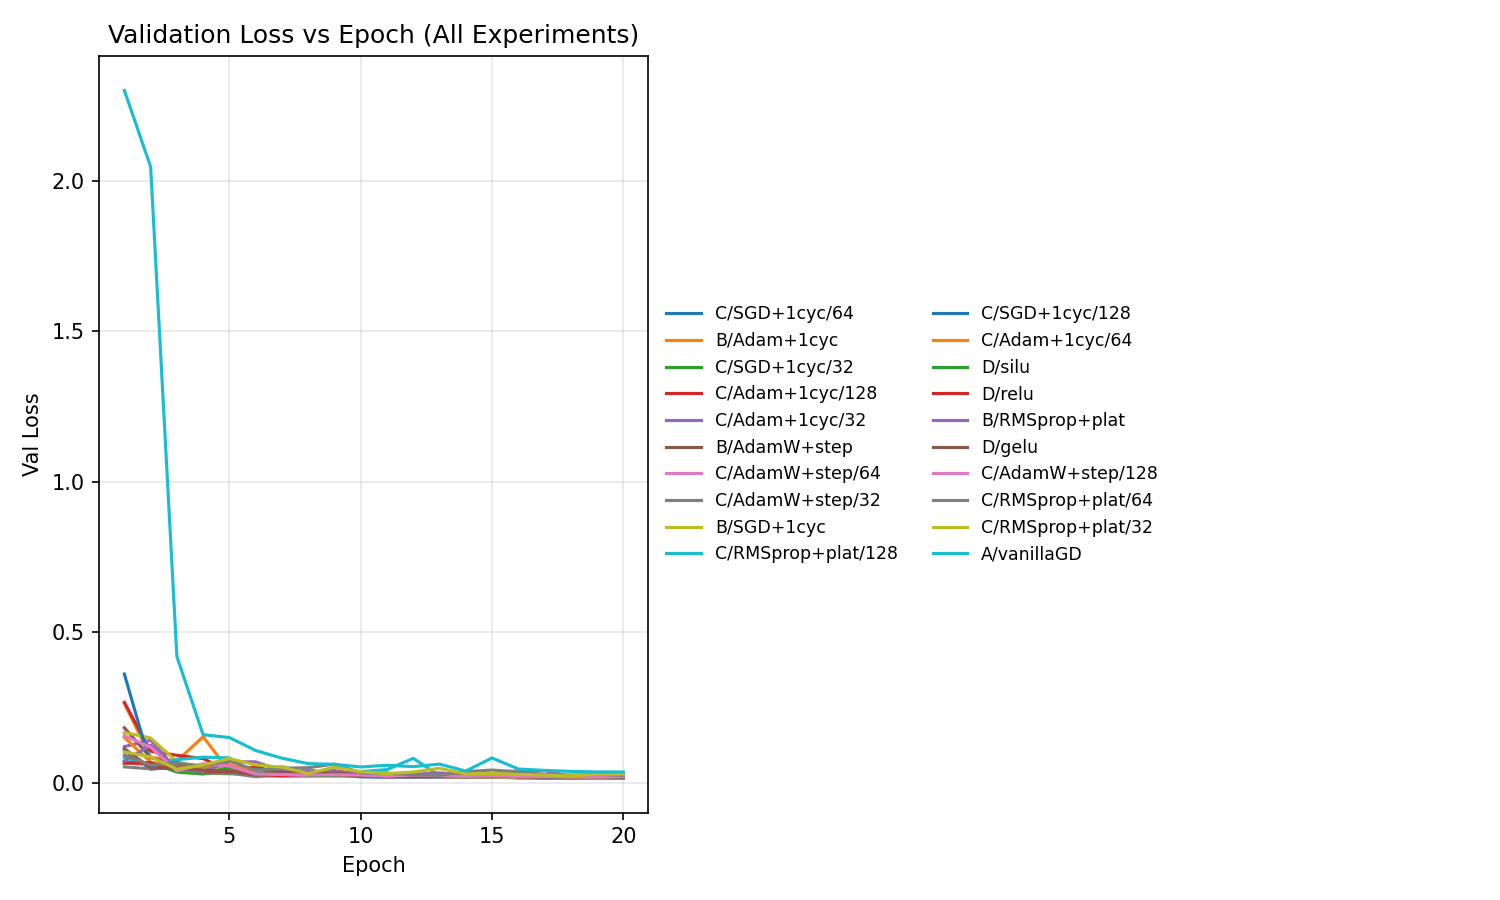 Validation Loss vs Epoch (All Experiments)
2.0
1.5
1.0
0.5
0.0
Val Loss
5 10 15 20
Epoch
C/SGD+1cyc/64
B/Adam+1cyc
C/SGD+1cyc/32
C/Adam+1cyc/128
C/Adam+1cyc/32
B/AdamW+step
C/AdamW+step/64
C/AdamW+step/32
B/SGD+1cyc
C/RMSprop+plat/128
C/SGD+1cyc/128
C/Adam+1cyc/64
D/silu
D/relu
B/RMSprop+plat
D/gelu
C/AdamW+step/128
C/RMSprop+plat/64
C/RMSprop+plat/32
A/vanillaGD